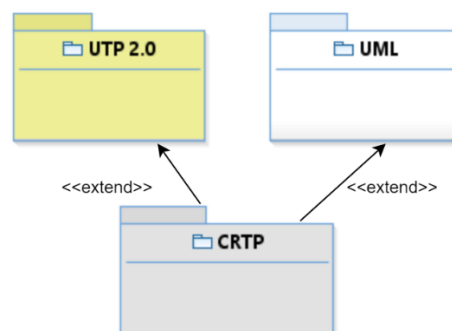 UTP 2.0
UML
<<extend>>
<<extend>>
CRTP